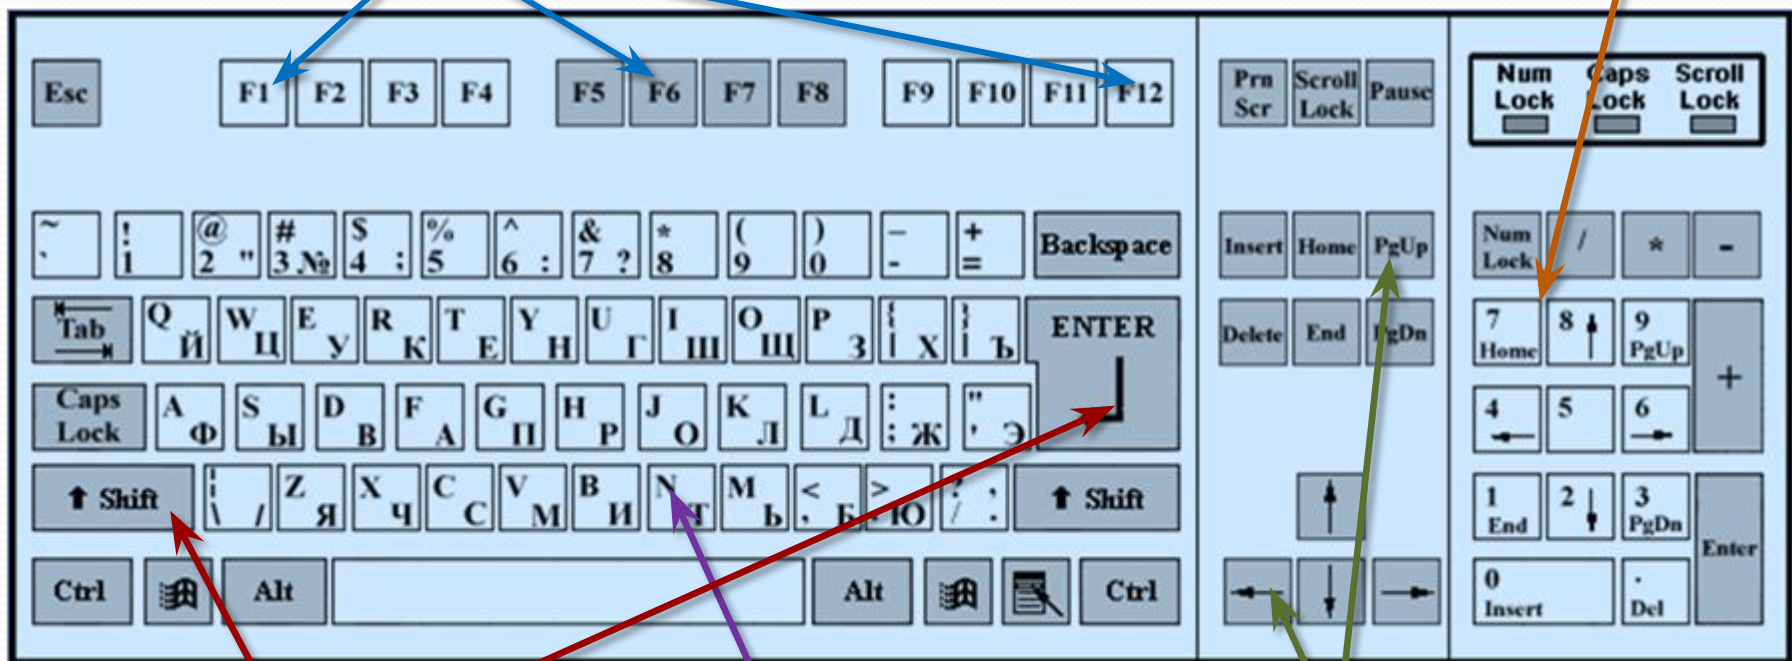 Esc F1 F2 F3 F4 F5 F6 F7 F8 F9 F10 F11 F12 Prn Scr Scroll Lock Pause Num Lock Caps Lock Scroll Lock
~ ` ! 1 @ 2 " # 3 № $ 4 ; % 5 ^ 6 : & 7 ? * 8 ( 9 ) 0 _ - + = Backspace Insert Home PgUp Num Lock / * -
Tab Q Й W Ц E У R К T Е Y Н U Г I Ш O Щ P З { [ Х } ] Ъ ENTER Delete End PgDn 7 Home 8 9 PgUp +
Caps Lock A Ф S Ы D В F А G П H Р J О K Л L Д : ; Ж " ' Э 4 5 6
Shift | \ / Z Я X Ч C С V М B И N Т M Ь < , Б > . Ю ? / , . Shift 1 End 2 3 PgDn Enter
Ctrl Alt Alt Ctrl 0 Insert . Del